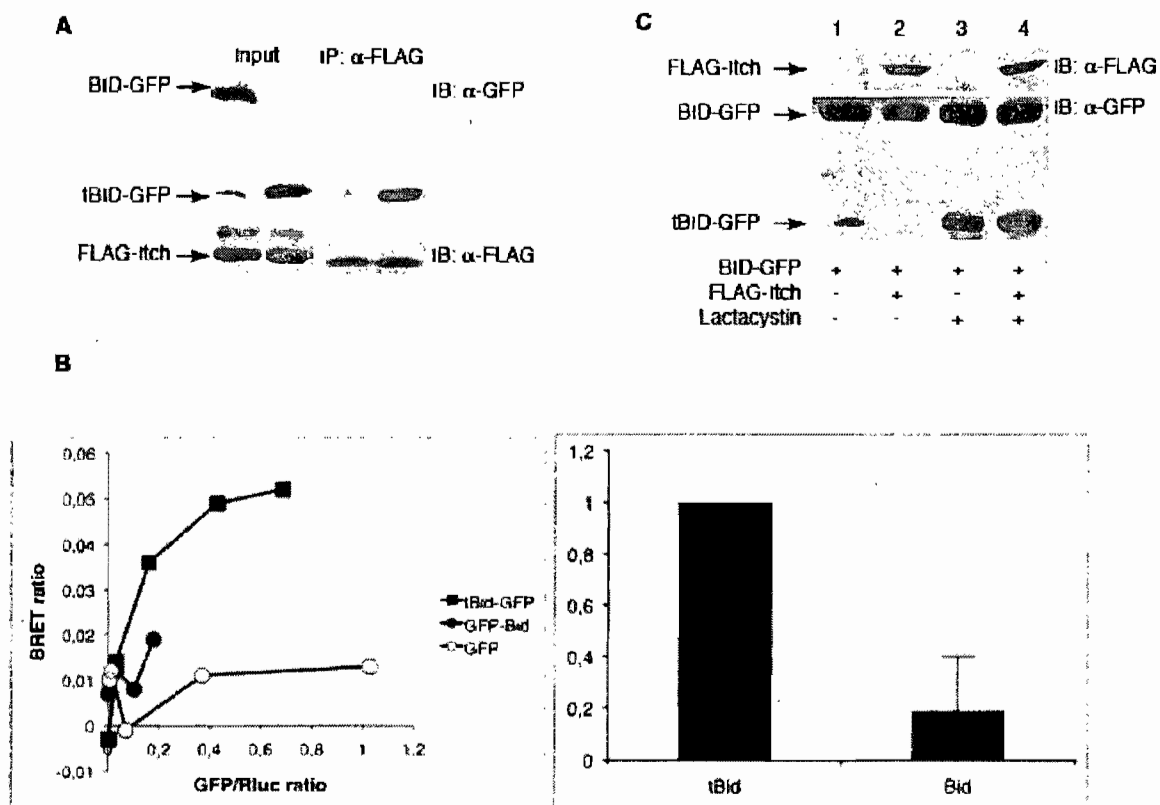 A
Input IP: α-FLAG
BID-GFP
IB: α-GFP
tBID-GFP
FLAG-Itch
IB: α-FLAG
C
1 2 3 4
FLAG-Itch
IB: α-FLAG
BID-GFP
IB: α-GFP
tBID-GFP
BID-GFP + + + +
FLAG-Itch - + - +
Lactacystin - - + +
B
0,06
0,05
0,04
0,03
0,02
0,01
0
-0,01
BRET ratio
0,2 0,4 0,6 0,8 1 1,2
GFP/Rluc ratio
tBid-GFP
GFP-Bid
GFP
1,2
1
0,8
0,6
0,4
0,2
0
tBid Bid